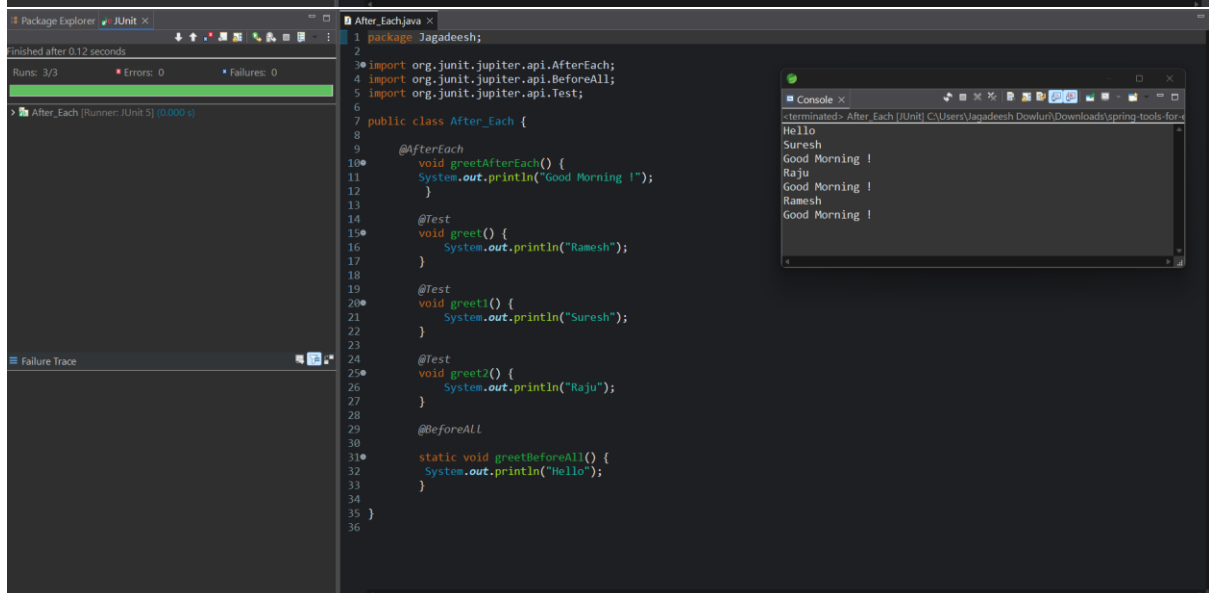 Package Explorer JUnit ×
Finished after 0.12 seconds
Runs: 3/3 Errors: 0 Failures: 0
> After_Each [Runner: JUnit 5] (0.000 s)
Failure Trace
After_Each.java ×
1 package Jagadeesh;
2
3 import org.junit.jupiter.api.AfterEach;
4 import org.junit.jupiter.api.BeforeAll;
5 import org.junit.jupiter.api.Test;
6
7 public class After_Each {
8
9 @AfterEach
10 void greetAfterEach() {
11 System.out.println("Good Morning !");
12 }
13
14 @Test
15 void greet() {
16 System.out.println("Ramesh");
17 }
18
19 @Test
20 void greet1() {
21 System.out.println("Suresh");
22 }
23
24 @Test
25 void greet2() {
26 System.out.println("Raju");
27 }
28
29 @BeforeAll
30
31 static void greetBeforeAll() {
32 System.out.println("Hello");
33 }
34
35 }
36
Console ×
<terminated> After_Each [JUnit] C:\Users\Jagadeesh Dowluri\Downloads\spring-tools-for-e
Hello
Suresh
Good Morning !
Raju
Good Morning !
Ramesh
Good Morning !